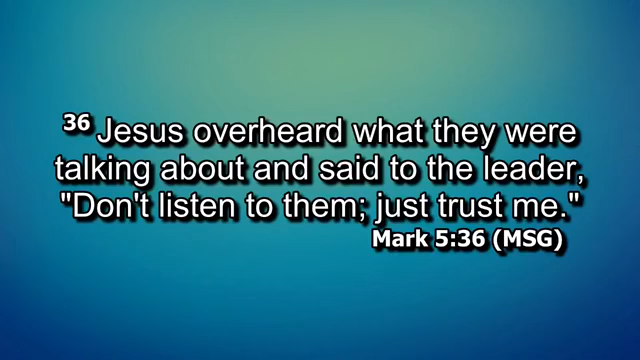 36 Jesus overheard what they were
talking about and said to the leader,
"Don't listen to them; just trust me."
Mark 5:36 (MSG)